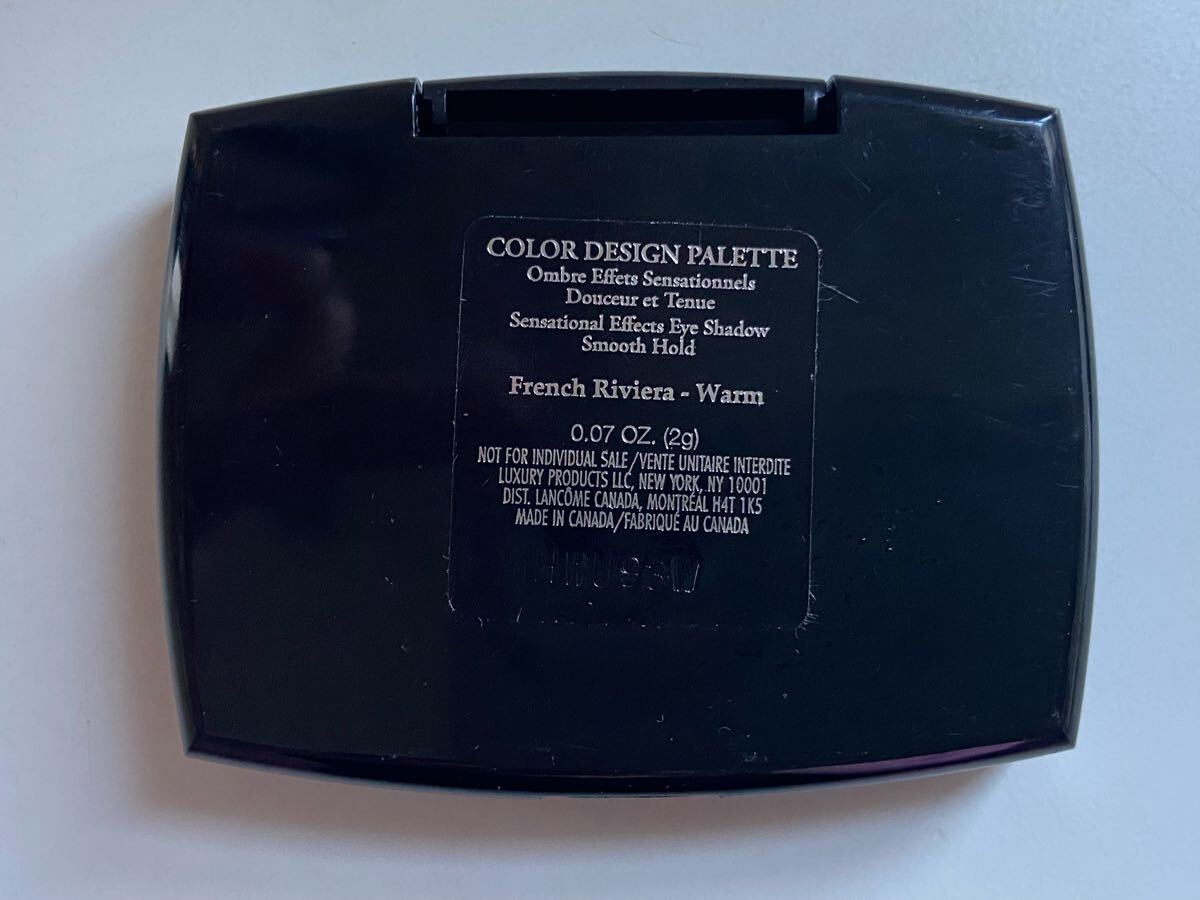 COLOR DESIGN PALETTE
Ombre Effets Sensationnels
Douceur et Tenue
Sensational Effects Eye Shadow
Smooth Hold
French Riviera - Warm
0.07 OZ. (2g)
NOT FOR INDIVIDUAL SALE/VENTE UNITAIRE INTERDITE
LUXURY PRODUCTS LLC, NEW YORK, NY 10001
DIST. LANCÔME CANADA, MONTRÉAL H4T 1K5
MADE IN CANADA/FABRIQUÉ AU CANADA